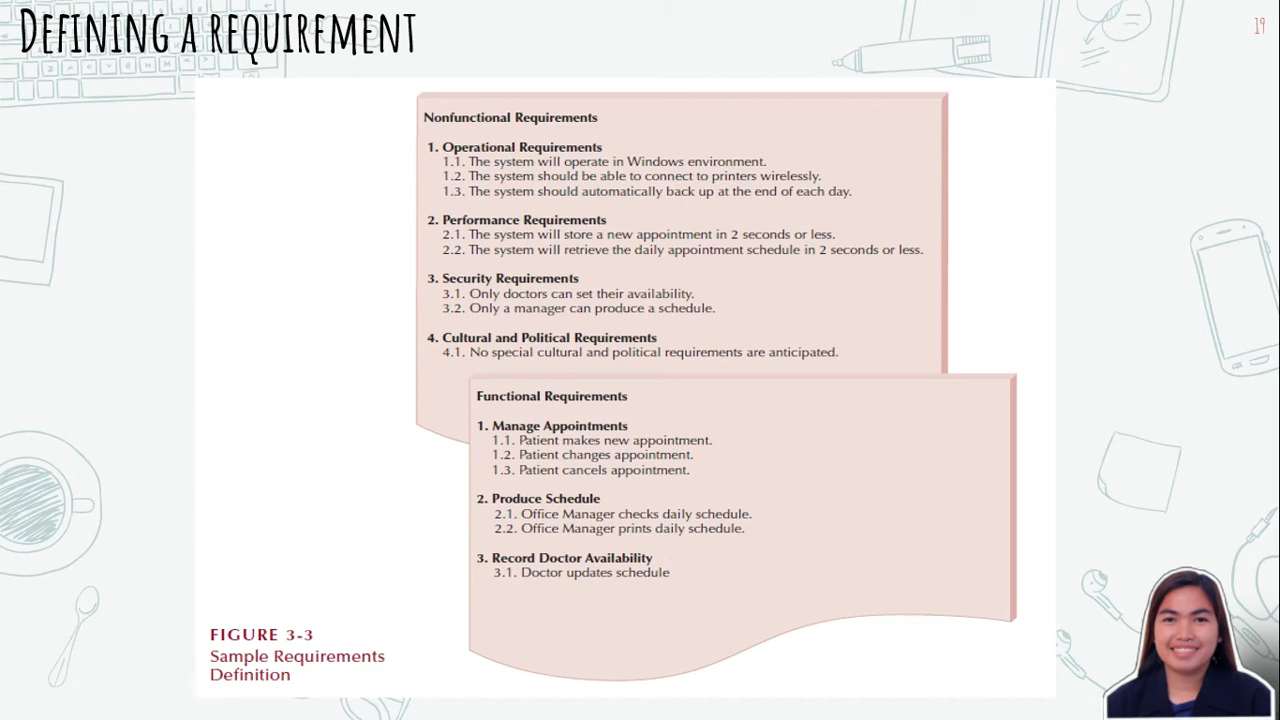 DEFINING A REQUIREMENT
19
Nonfunctional Requirements
1. Operational Requirements
1.1. The system will operate in Windows environment.
1.2. The system should be able to connect to printers wirelessly.
1.3. The system should automatically back up at the end of each day.
2. Performance Requirements
2.1. The system will store a new appointment in 2 seconds or less.
2.2. The system will retrieve the daily appointment schedule in 2 seconds or less.
3. Security Requirements
3.1. Only doctors can set their availability.
3.2. Only a manager can produce a schedule.
4. Cultural and Political Requirements
4.1. No special cultural and political requirements are anticipated.
Functional Requirements
1. Manage Appointments
1.1. Patient makes new appointment.
1.2. Patient changes appointment.
1.3. Patient cancels appointment.
2. Produce Schedule
2.1. Office Manager checks daily schedule.
2.2. Office Manager prints daily schedule.
3. Record Doctor Availability
3.1. Doctor updates schedule
FIGURE 3-3
Sample Requirements
Definition